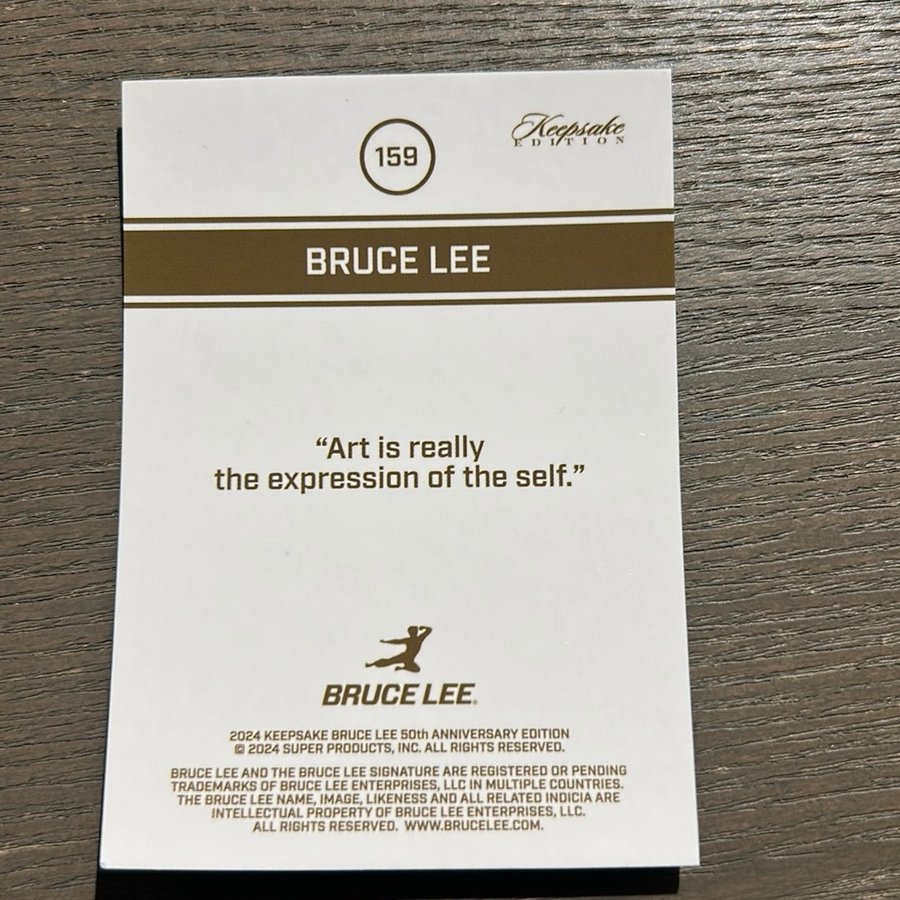 159
Keepsake
EDITION
BRUCE LEE
“Art is really
the expression of the self.”
BRUCE LEE®
2024 KEEPSAKE BRUCE LEE 50th ANNIVERSARY EDITION
© 2024 SUPER PRODUCTS, INC. ALL RIGHTS RESERVED.
BRUCE LEE AND THE BRUCE LEE SIGNATURE ARE REGISTERED OR PENDING
TRADEMARKS OF BRUCE LEE ENTERPRISES, LLC IN MULTIPLE COUNTRIES.
THE BRUCE LEE NAME, IMAGE, LIKENESS AND ALL RELATED INDICIA ARE
INTELLECTUAL PROPERTY OF BRUCE LEE ENTERPRISES, LLC.
ALL RIGHTS RESERVED. WWW.BRUCELEE.COM.